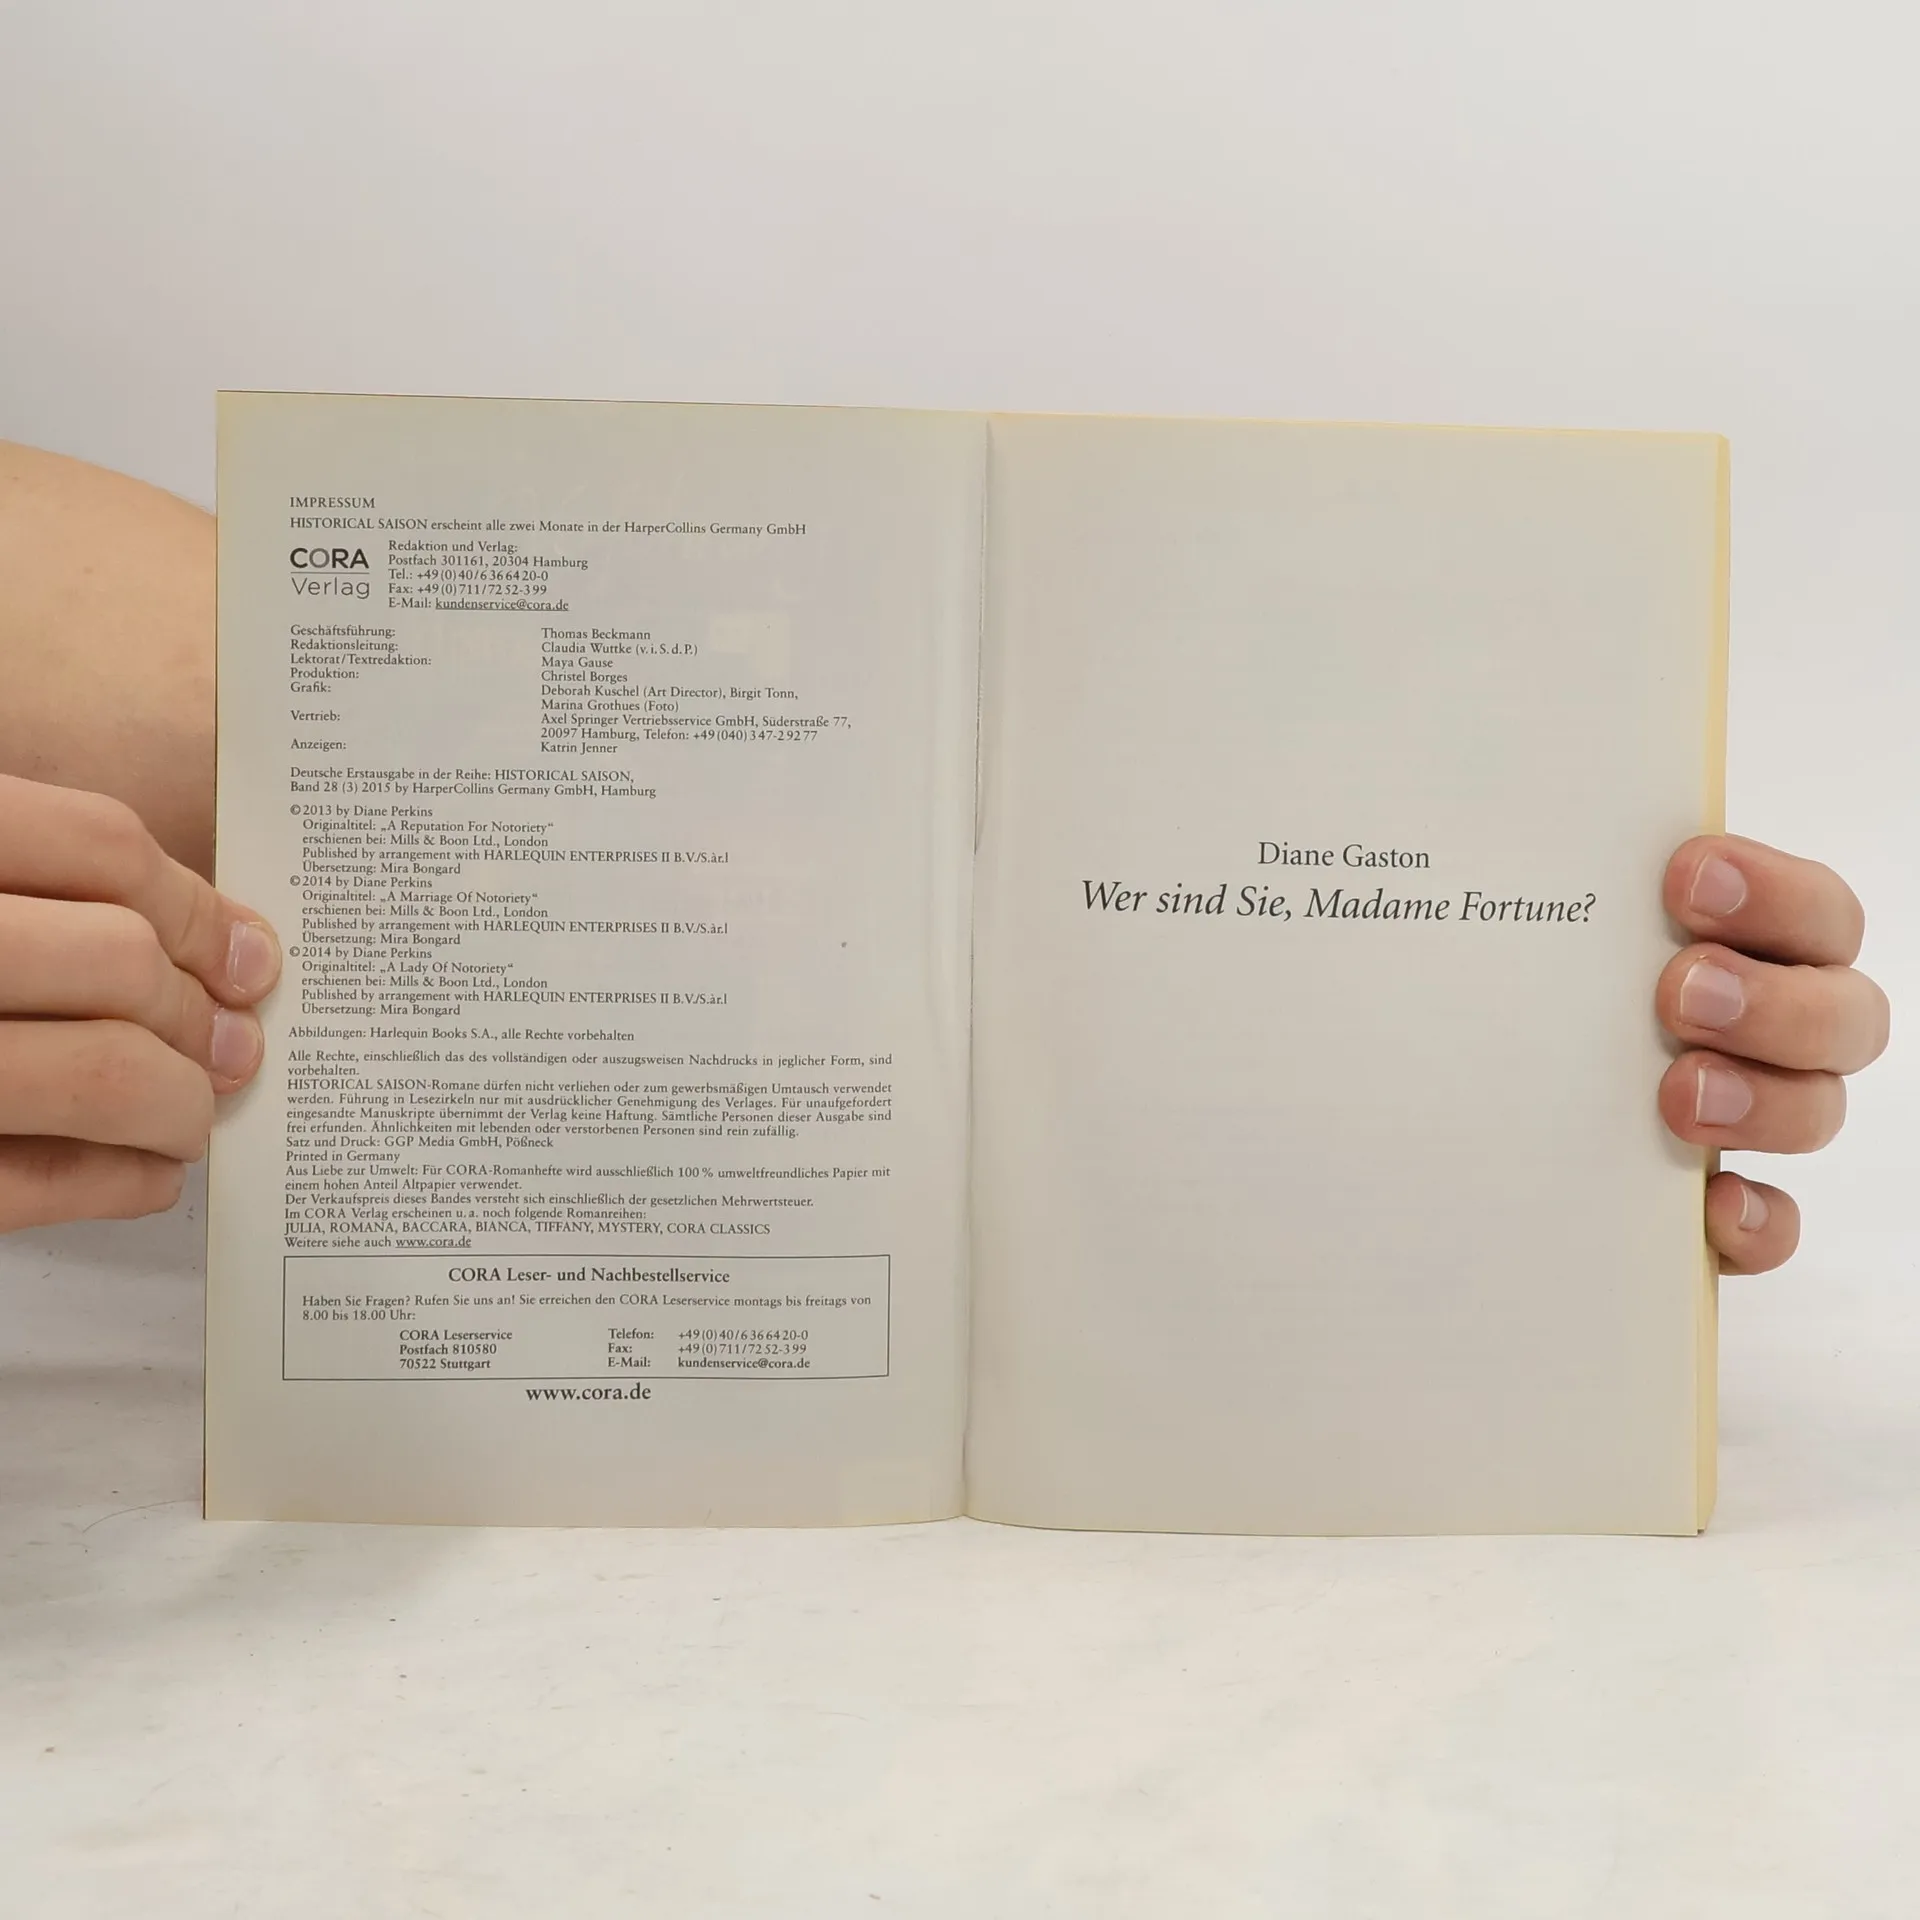 IMPRESSUM
HISTORICAL SAISON erscheint alle zwei Monate in der HarperCollins Germany GmbH
CORA
Verlag
Redaktion und Verlag:
Postfach 301161, 20304 Hamburg
Tel.: +49(0)40/6366420-0
Fax: +49(0)711/7252-399
E-Mail: kundenservice@cora.de
Geschäftsführung: Thomas Beckmann
Redaktionsleitung: Claudia Wuttke (v.i.S.d.P.)
Lektorat/Textredaktion: Maya Gause
Produktion: Christel Borges
Grafik: Deborah Kuschel (Art Director), Birgit Tonn,
Marina Grothues (Foto)
Vertrieb: Axel Springer Vertriebsservice GmbH, Süderstraße 77,
20097 Hamburg, Telefon: +49(040)347-29277
Anzeigen: Katrin Jenner
Deutsche Erstausgabe in der Reihe: HISTORICAL SAISON,
Band 28 (3) 2015 by HarperCollins Germany GmbH, Hamburg
©2013 by Diane Perkins
Originaltitel: „A Reputation For Notoriety“
erschienen bei: Mills & Boon Ltd., London
Published by arrangement with HARLEQUIN ENTERPRISES II B.V./S.àr.l
Übersetzung: Mira Bongard
©2014 by Diane Perkins
Originaltitel: „A Marriage Of Notoriety“
erschienen bei: Mills & Boon Ltd., London
Published by arrangement with HARLEQUIN ENTERPRISES II B.V./S.àr.l
Übersetzung: Mira Bongard
©2014 by Diane Perkins
Originaltitel: „A Lady Of Notoriety“
erschienen bei: Mills & Boon Ltd., London
Published by arrangement with HARLEQUIN ENTERPRISES II B.V./S.àr.l
Übersetzung: Mira Bongard
Abbildungen: Harlequin Books S.A., alle Rechte vorbehalten
Alle Rechte, einschließlich das des vollständigen oder auszugsweisen Nachdrucks in jeglicher Form, sind
vorbehalten.
HISTORICAL SAISON-Romane dürfen nicht verliehen oder zum gewerbsmäßigen Umtausch verwendet
werden. Führung in Lesezirkeln nur mit ausdrücklicher Genehmigung des Verlages. Für unaufgefordert
eingesandte Manuskripte übernimmt der Verlag keine Haftung. Sämtliche Personen dieser Ausgabe sind
frei erfunden. Ähnlichkeiten mit lebenden oder verstorbenen Personen sind rein zufällig.
Satz und Druck: GGP Media GmbH, Pößneck
Printed in Germany
Aus Liebe zur Umwelt: Für CORA-Romanhefte wird ausschließlich 100% umweltfreundliches Papier mit
einem hohen Anteil Altpapier verwendet.
Der Verkaufspreis dieses Bandes versteht sich einschließlich der gesetzlichen Mehrwertsteuer.
Im CORA Verlag erscheinen u.a. noch folgende Romanreihen:
JULIA, ROMANA, BACCARA, BIANCA, TIFFANY, MYSTERY, CORA CLASSICS
Weitere siehe auch www.cora.de
CORA Leser- und Nachbestellservice
Haben Sie Fragen? Rufen Sie uns an! Sie erreichen den CORA Leserservice montags bis freitags von
8.00 bis 18.00 Uhr:
CORA Leserservice Telefon: +49(0)40/6366420-0
Postfach 810580 Fax: +49(0)711/7252-399
70522 Stuttgart E-Mail: kundenservice@cora.de
www.cora.de
Diane Gaston
Wer sind Sie, Madame Fortune?